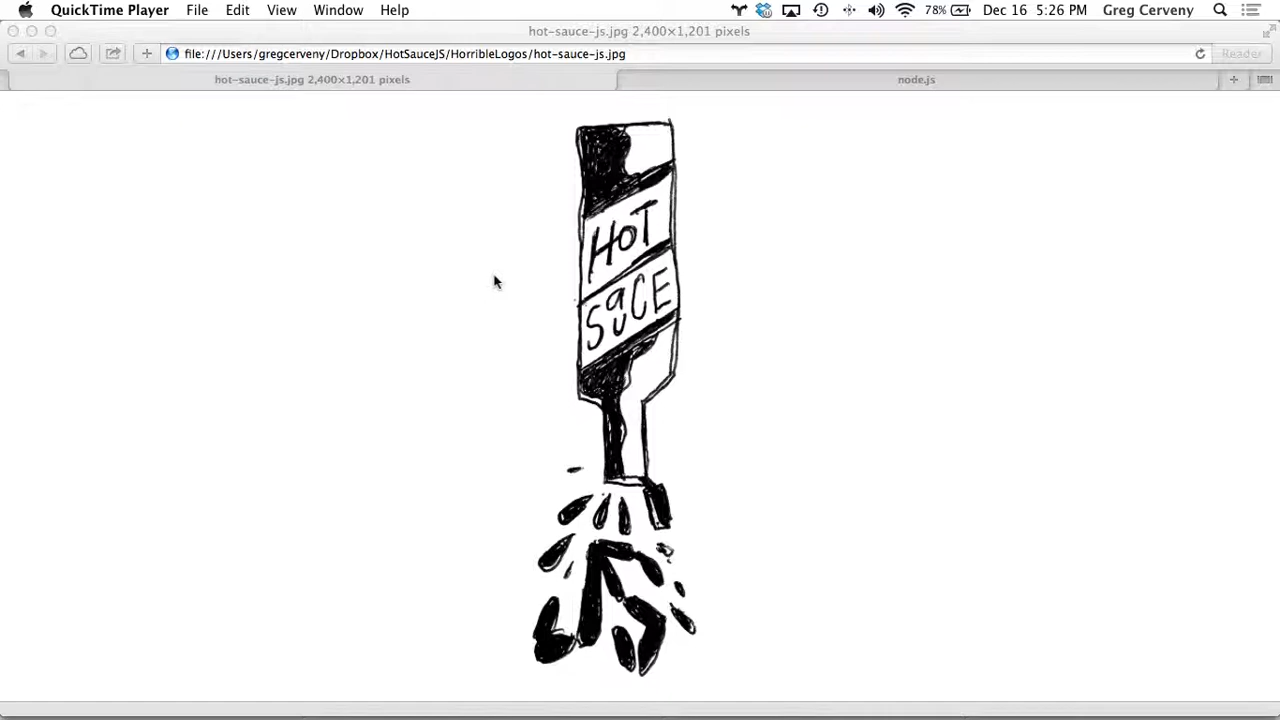 QuickTime Player File Edit View Window Help 78% Dec 16 5:26 PM Greg Cerveny
hot-sauce-js.jpg 2,400×1,201 pixels
file:///Users/gregcerveny/Dropbox/HotSauceJS/HorribleLogos/hot-sauce-js.jpg Reader
hot-sauce-js.jpg 2,400×1,201 pixels node.js
HOT
SauCE
JS